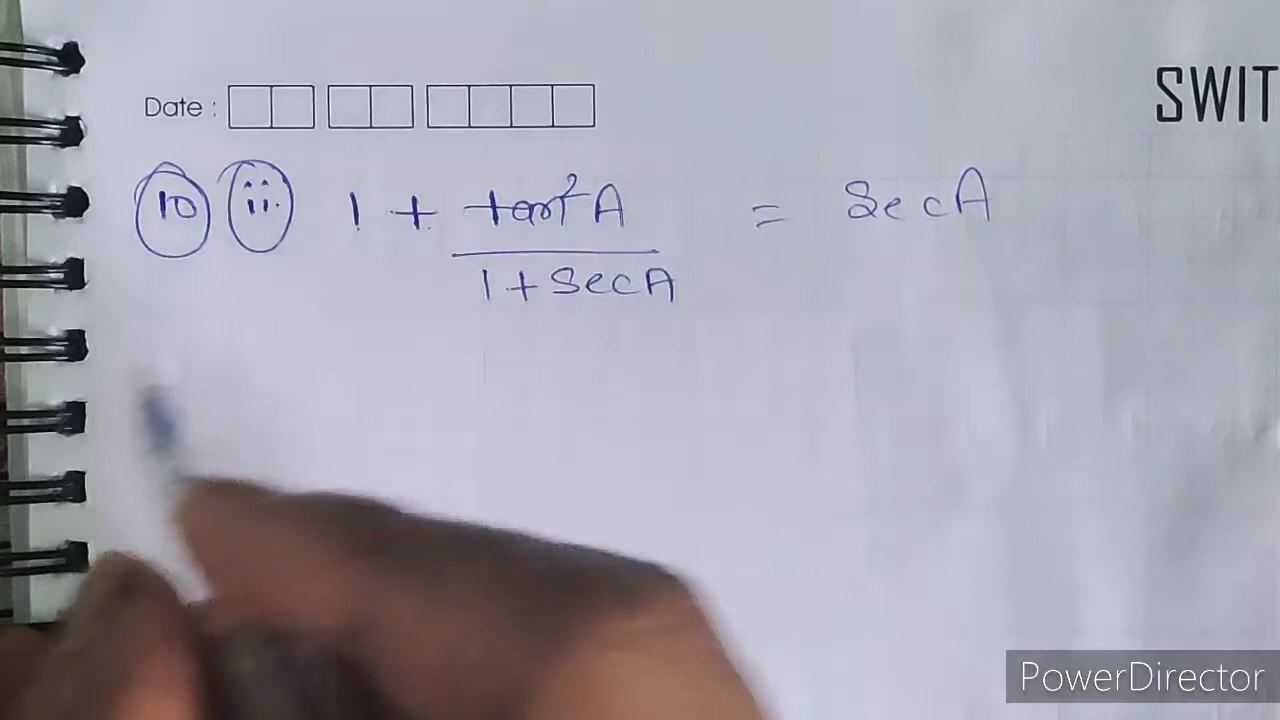 SWIT
Date :
10 ii. 1 + tan²A = SecA
1 + SecA
PowerDirector